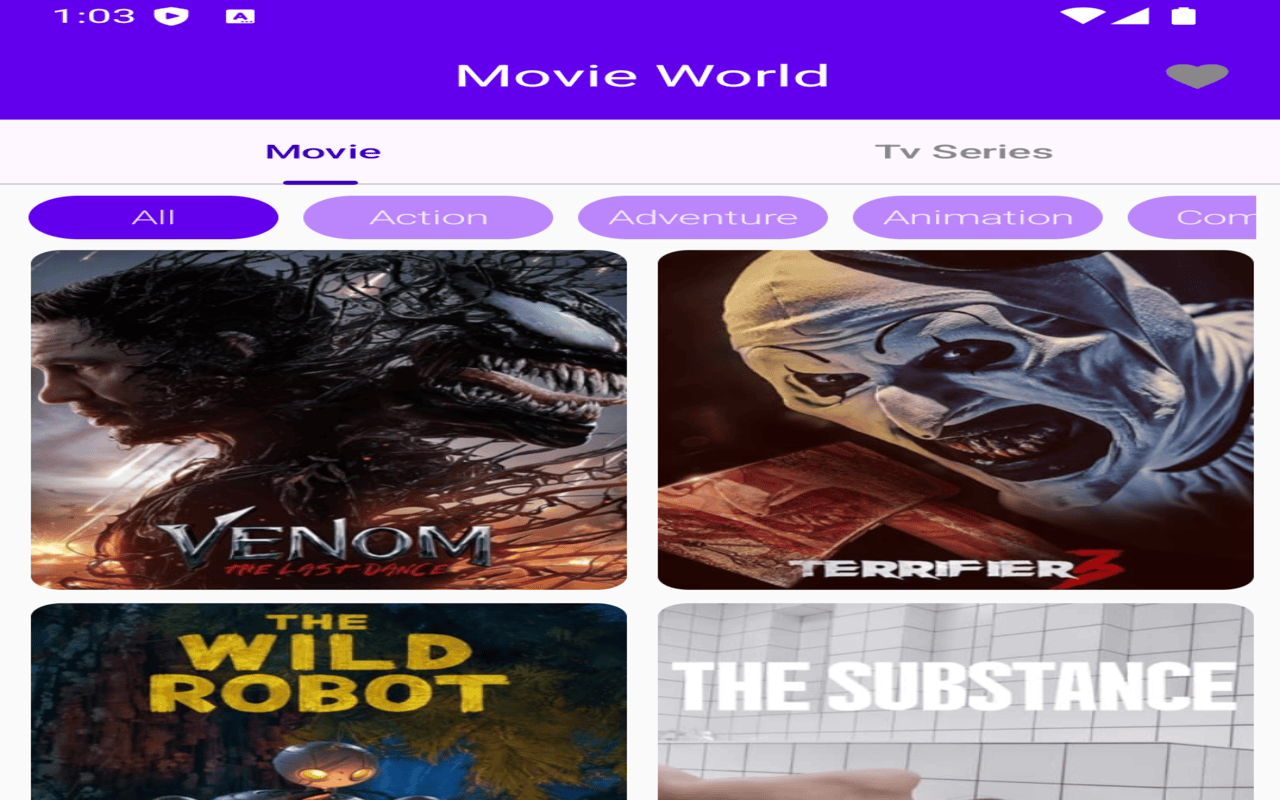 1:03
Movie World
Movie
Tv Series
All
Action
Adventure
Animation
Com
VENOM
THE LAST DANCE
TERRIFIER 3
THE
WILD
ROBOT
THE SUBSTANCE